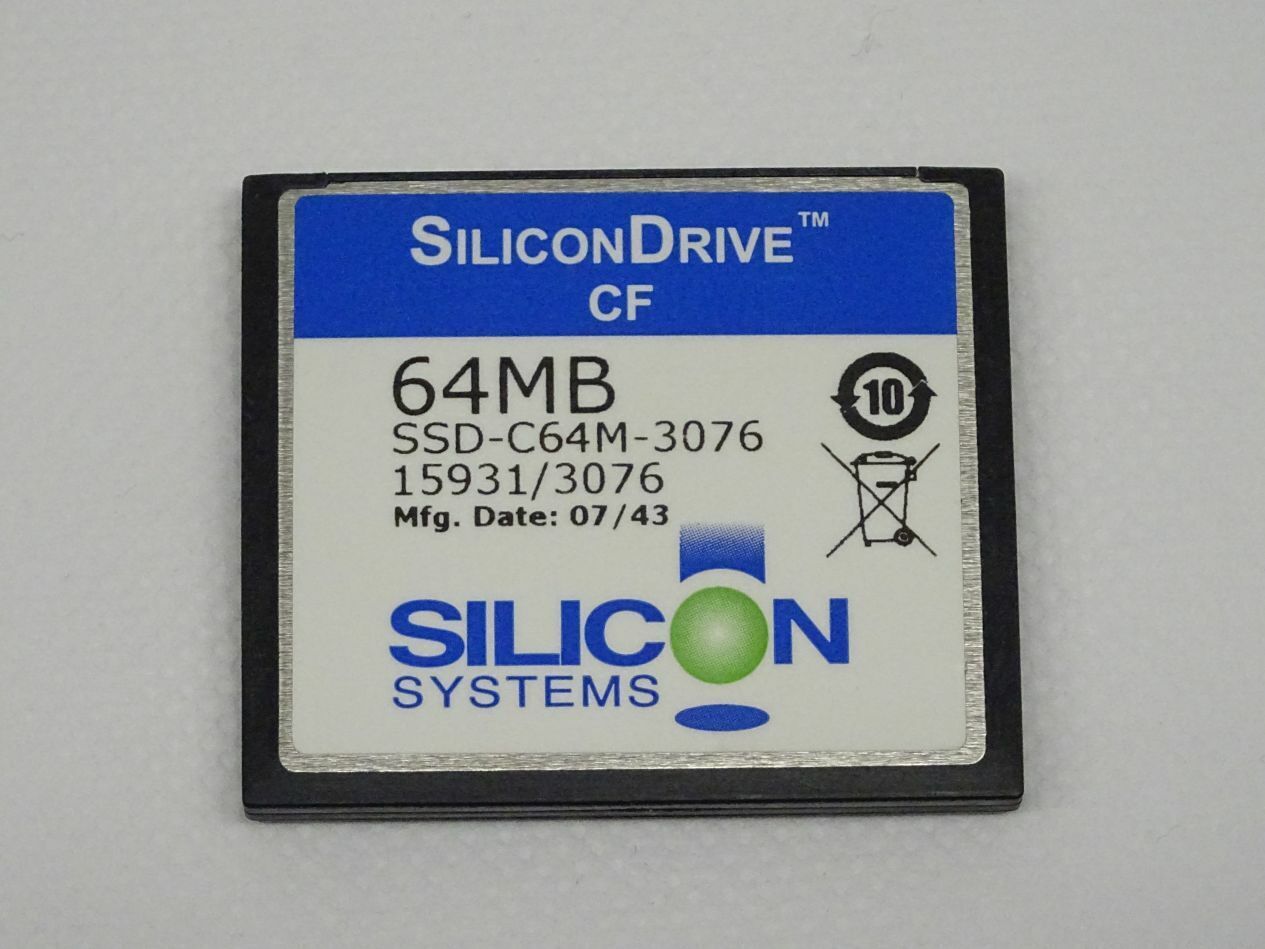 SILICONDRIVE™
CF
64MB
SSD-C64M-3076
15931/3076
Mfg. Date: 07/43
10
SILICON
SYSTEMS